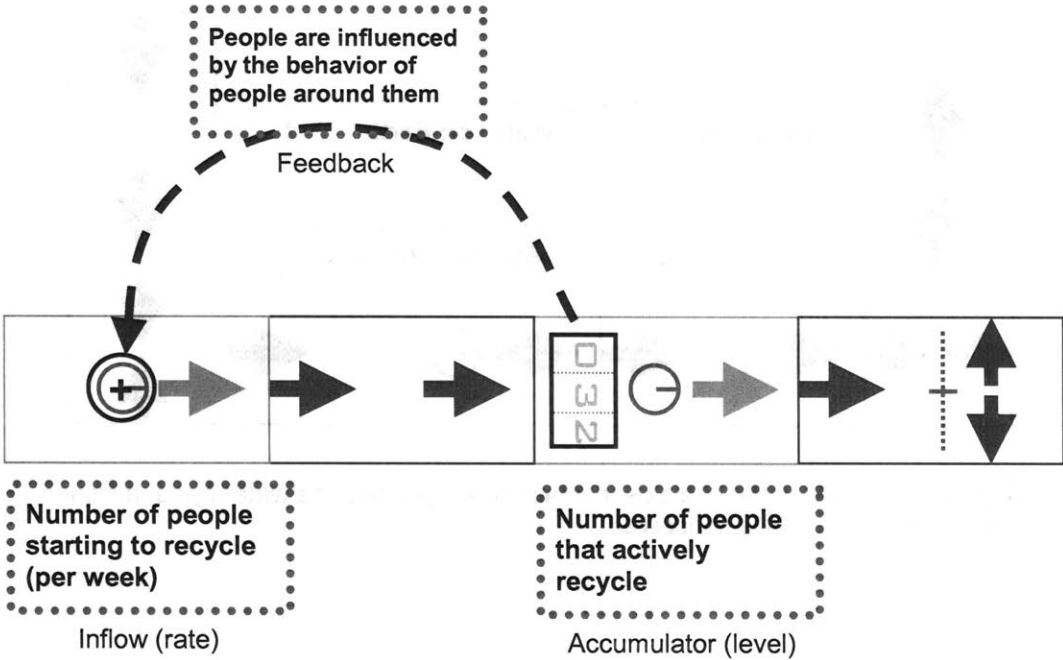 People are influenced
by the behavior of
people around them
Feedback
032
Number of people
starting to recycle
(per week)
Inflow (rate)
Number of people
that actively
recycle
Accumulator (level)